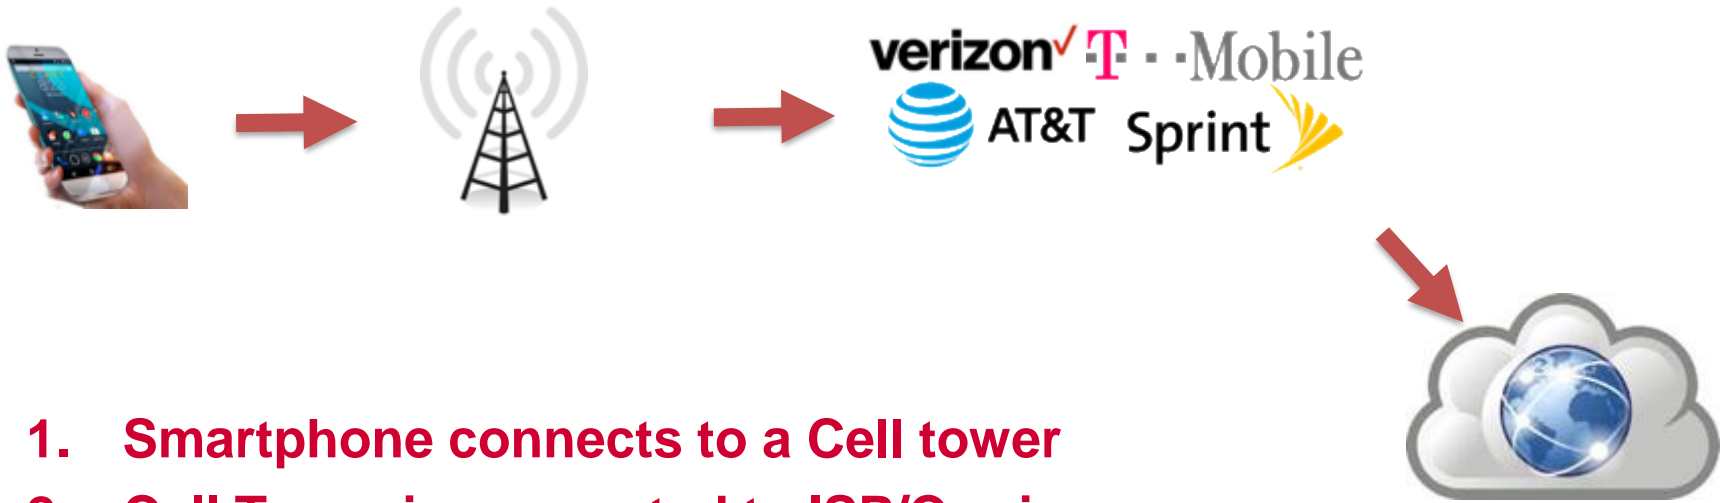 verizon T··Mobile
AT&T Sprint
1. Smartphone connects to a Cell tower